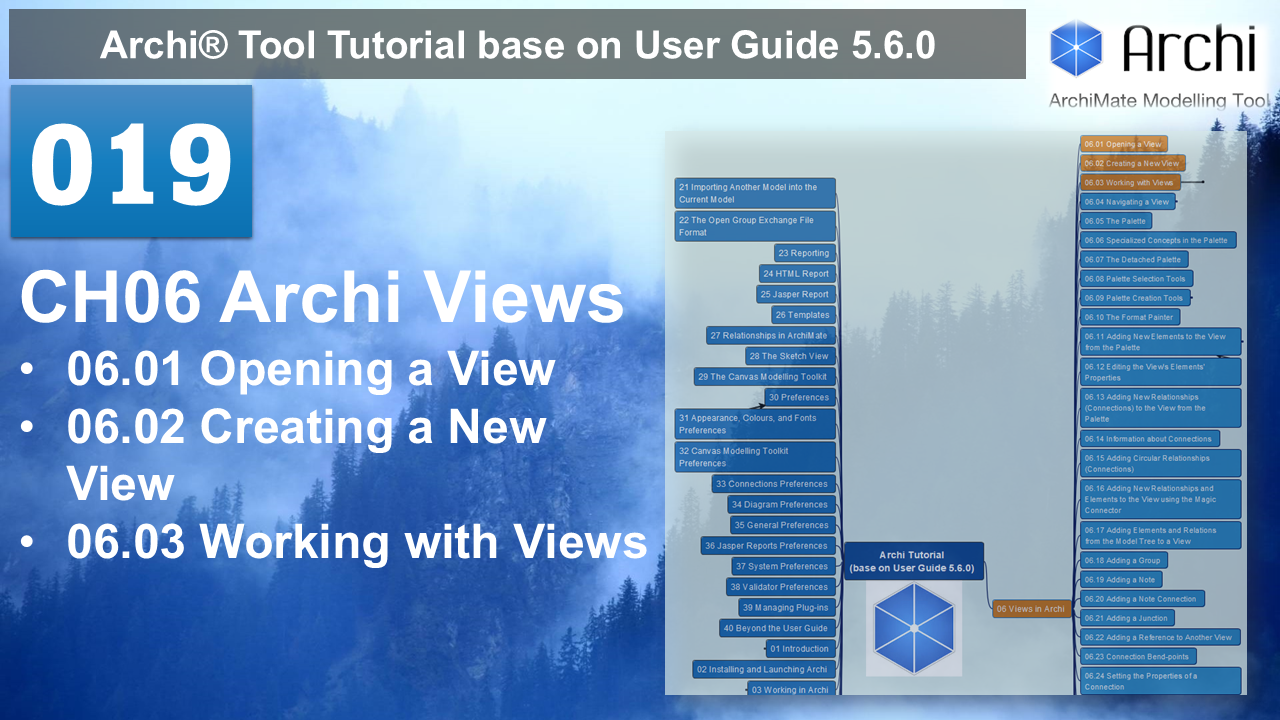 Archi® Tool Tutorial base on User Guide 5.6.0
Archi
ArchiMate Modelling Tool
019
CH06 Archi Views
• 06.01 Opening a View
• 06.02 Creating a New
View
• 06.03 Working with Views
21 Importing Another Model into the
Current Model
22 The Open Group Exchange File
Format
23 Reporting
24 HTML Report
25 Jasper Report
26 Templates
27 Relationships in ArchiMate
28 The Sketch View
29 The Canvas Modelling Toolkit
30 Preferences
31 Appearance, Colours, and Fonts
Preferences
32 Canvas Modelling Toolkit
Preferences
33 Connections Preferences
34 Diagram Preferences
35 General Preferences
36 Jasper Reports Preferences
37 System Preferences
38 Validator Preferences
39 Managing Plug-ins
40 Beyond the User Guide
01 Introduction
02 Installing and Launching Archi
03 Working in Archi
Archi Tutorial
(base on User Guide 5.6.0)
06 Views in Archi
06.01 Opening a View
06.02 Creating a New View
06.03 Working with Views
06.04 Navigating a View
06.05 The Palette
06.06 Specialized Concepts in the Palette
06.07 The Detached Palette
06.08 Palette Selection Tools
06.09 Palette Creation Tools
06.10 The Format Painter
06.11 Adding New Elements to the View
from the Palette
06.12 Editing the View's Elements'
Properties
06.13 Adding New Relationships
(Connections) to the View from the
Palette
06.14 Information about Connections
06.15 Adding Circular Relationships
(Connections)
06.16 Adding New Relationships and
Elements to the View using the Magic
Connector
06.17 Adding Elements and Relations
from the Model Tree to a View
06.18 Adding a Group
06.19 Adding a Note
06.20 Adding a Note Connection
06.21 Adding a Junction
06.22 Adding a Reference to Another View
06.23 Connection Bend-points
06.24 Setting the Properties of a
Connection